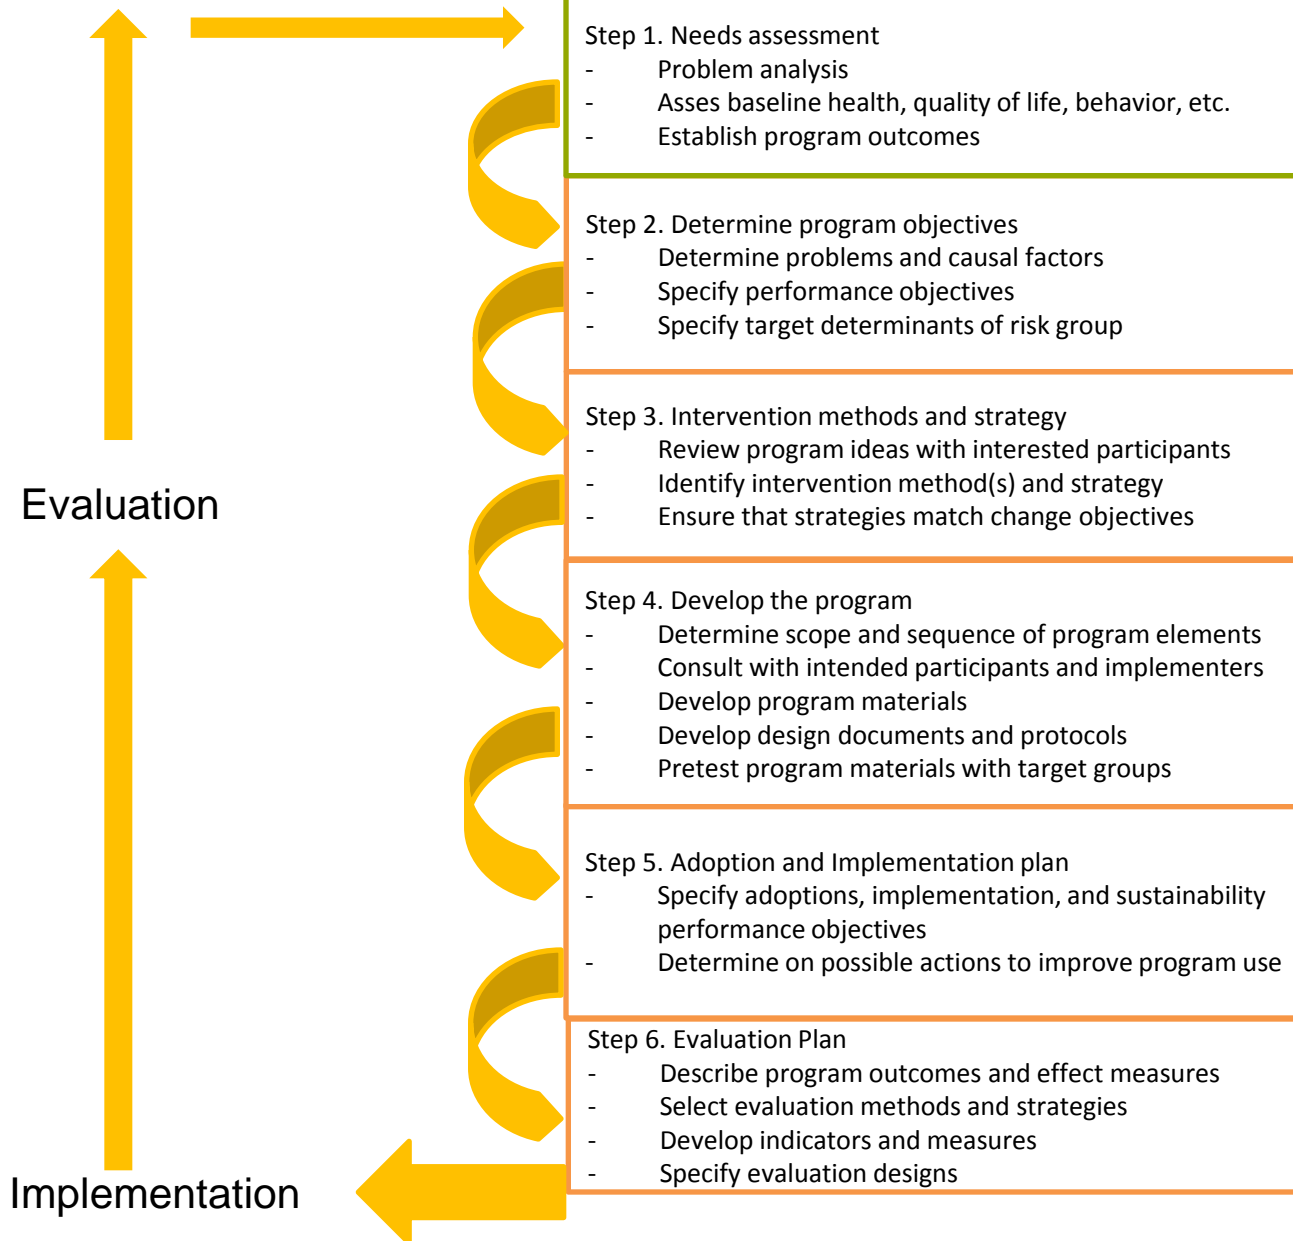 Step 1. Needs assessment
- Problem analysis
- Asses baseline health, quality of life, behavior, etc.
- Establish program outcomes
Step 2. Determine program objectives
- Determine problems and causal factors
- Specify performance objectives
- Specify target determinants of risk group
Step 3. Intervention methods and strategy
- Review program ideas with interested participants
- Identify intervention method(s) and strategy
- Ensure that strategies match change objectives
Evaluation
Step 4. Develop the program
- Determine scope and sequence of program elements
- Consult with intended participants and implementers
- Develop program materials
- Develop design documents and protocols
- Pretest program materials with target groups
Step 5. Adoption and Implementation plan
- Specify adoptions, implementation, and sustainability
performance objectives
- Determine on possible actions to improve program use
Step 6. Evaluation Plan
- Describe program outcomes and effect measures
- Select evaluation methods and strategies
- Develop indicators and measures
- Specify evaluation designs
Implementation